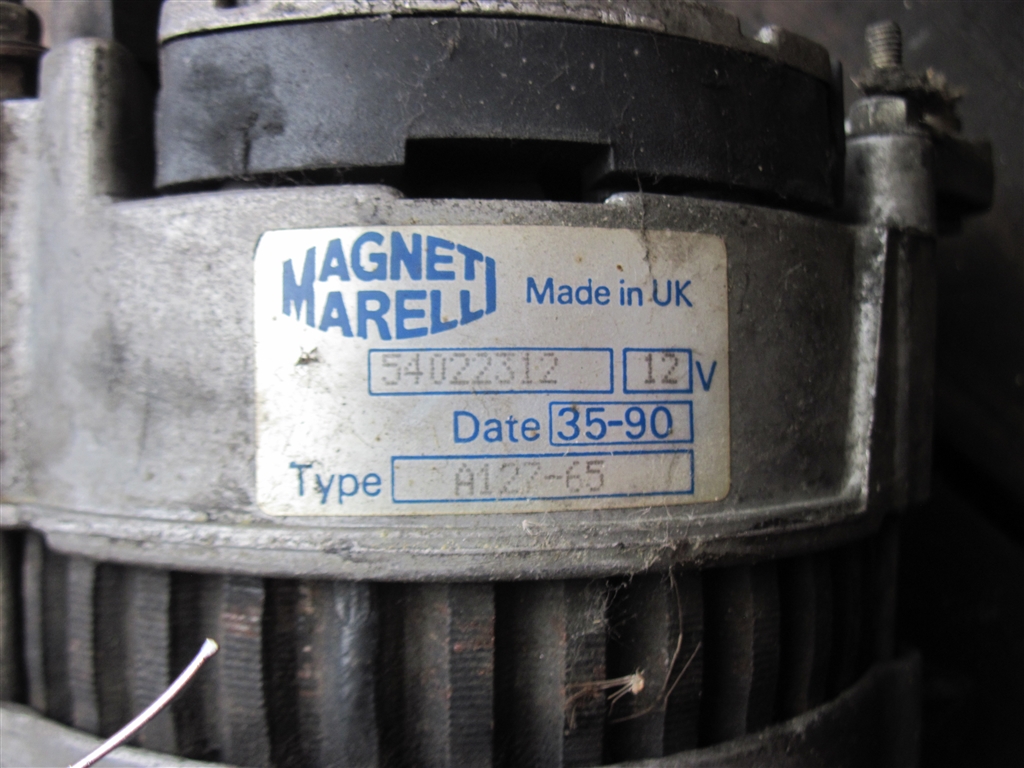 MAGNETI
MARELLI
Made in UK
54022312 12 V
Date 35-90
Type A127-65